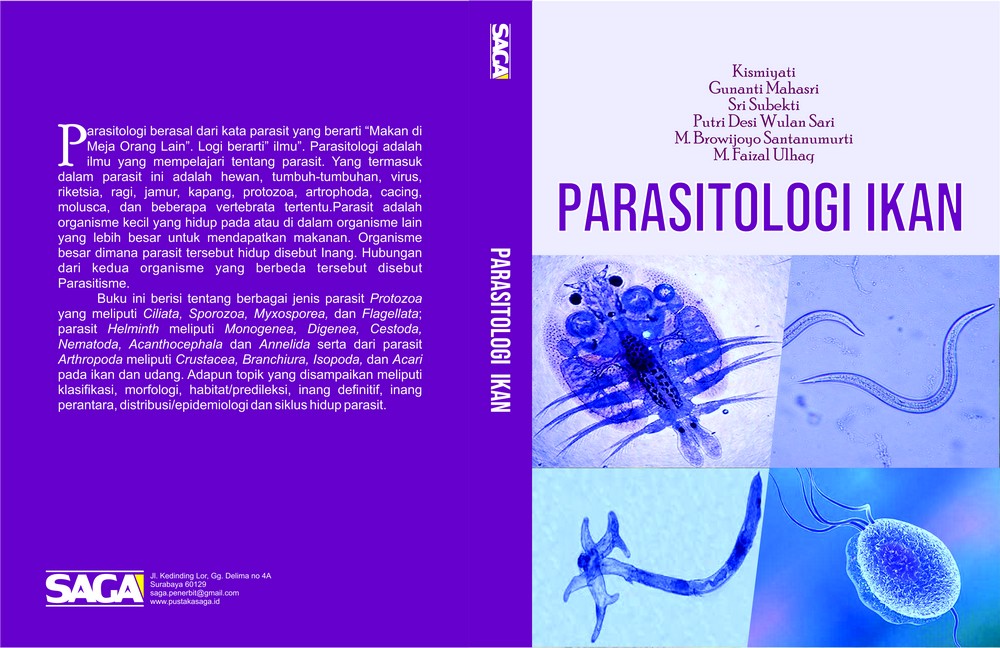 Parasitologi berasal dari kata parasit yang berarti “Makan di
Meja Orang Lain”. Logi berarti” ilmu”. Parasitologi adalah
ilmu yang mempelajari tentang parasit. Yang termasuk
dalam parasit ini adalah hewan, tumbuh-tumbuhan, virus,
riketsia, ragi, jamur, kapang, protozoa, artrophoda, cacing,
molusca, dan beberapa vertebrata tertentu.Parasit adalah
organisme kecil yang hidup pada atau di dalam organisme lain
yang lebih besar untuk mendapatkan makanan. Organisme
besar dimana parasit tersebut hidup disebut Inang. Hubungan
dari kedua organisme yang berbeda tersebut disebut
Parasitisme.
Buku ini berisi tentang berbagai jenis parasit Protozoa
yang meliputi Ciliata, Sporozoa, Myxosporea, dan Flagellata;
parasit Helminth meliputi Monogenea, Digenea, Cestoda,
Nematoda, Acanthocephala dan Annelida serta dari parasit
Arthropoda meliputi Crustacea, Branchiura, Isopoda, dan Acari
pada ikan dan udang. Adapun topik yang disampaikan meliputi
klasifikasi, morfologi, habitat/predileksi, inang definitif, inang
perantara, distribusi/epidemiologi dan siklus hidup parasit.
SAGA
Jl. Kedinding Lor, Gg. Delima no 4A
Surabaya 60129
saga.penerbit@gmail.com
www.pustakasaga.id
SAGA
PARASITOLOGI IKAN
Kismiyati
Gunanti Mahasri
Sri Subekti
Putri Desi Wulan Sari
M. Browijoyo Santanumurti
M. Faizal Ulhaq
PARASITOLOGI IKAN